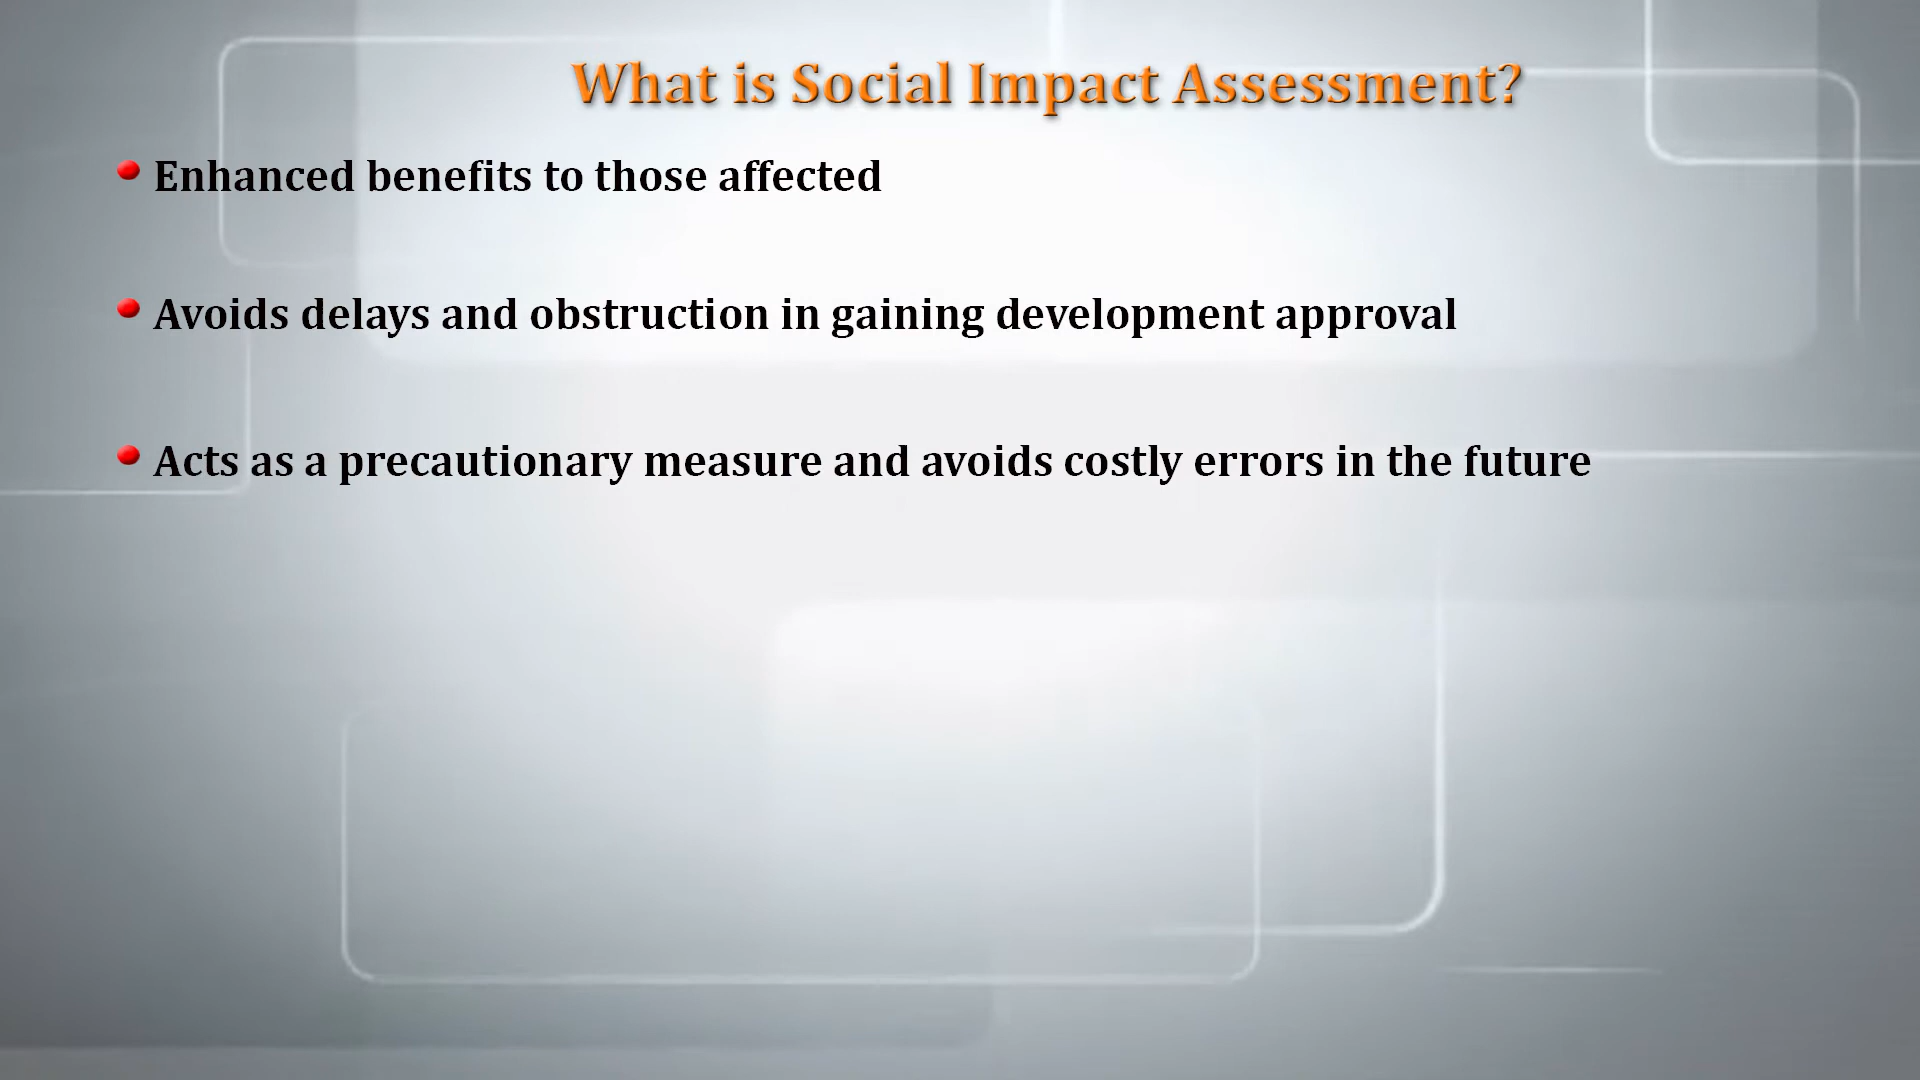 What is Social Impact Assessment?
Enhanced benefits to those affected
Avoids delays and obstruction in gaining development approval
Acts as a precautionary measure and avoids costly errors in the future